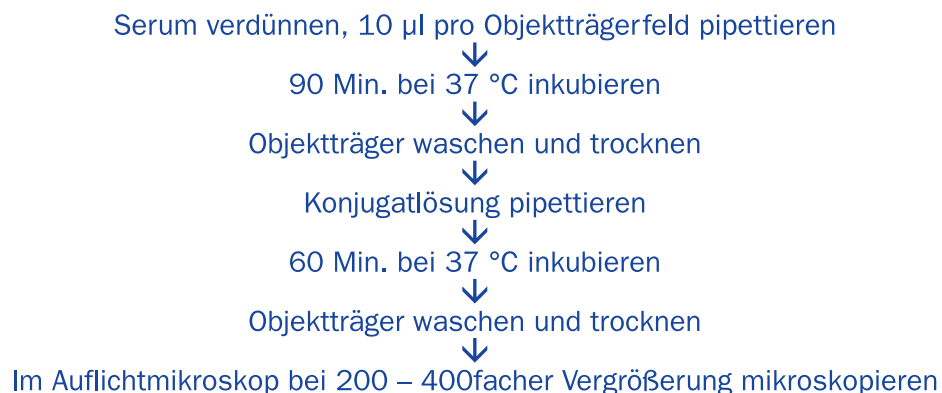 Serum verdünnen, 10 µl pro Objektträgerfeld pipettieren
↓
90 Min. bei 37 °C inkubieren
↓
Objektträger waschen und trocknen
↓
Konjugatlösung pipettieren
↓
60 Min. bei 37 °C inkubieren
↓
Objektträger waschen und trocknen
↓
Im Auflichtmikroskop bei 200 – 400facher Vergrößerung mikroskopieren